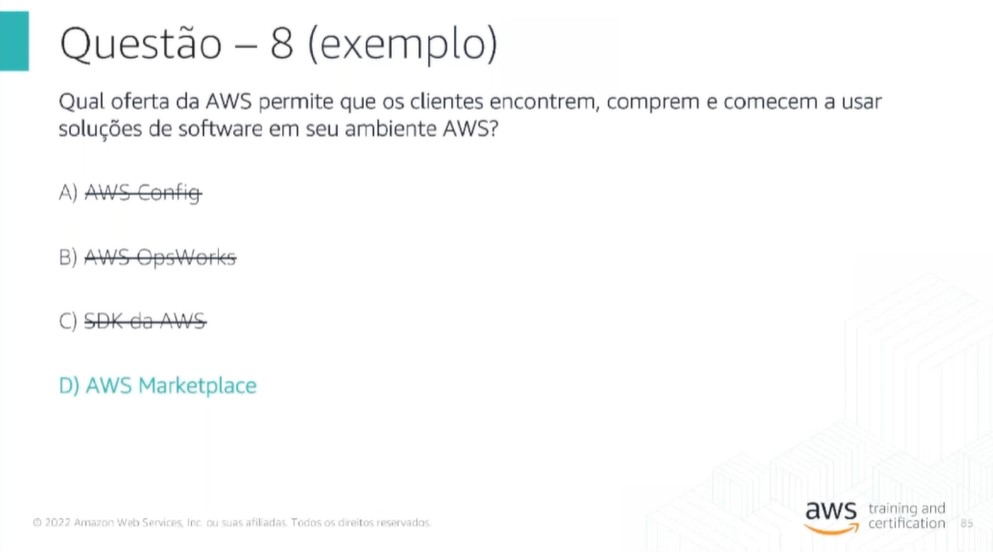 Questão – 8 (exemplo)
Qual oferta da AWS permite que os clientes encontrem, comprem e comecem a usar
soluções de software em seu ambiente AWS?
A) AWS Config
B) AWS OpsWorks
C) SDK da AWS
D) AWS Marketplace
© 2022 Amazon Web Services, Inc. ou suas afiliadas. Todos os direitos reservados.
aws training and
certification
85